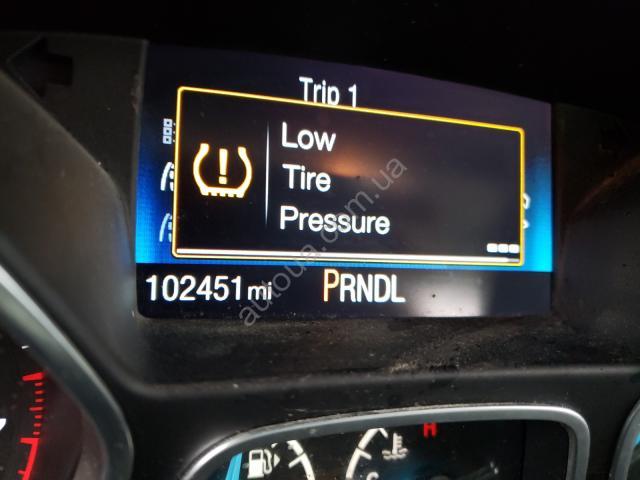 Trip 1
Low
Tire
Pressure
102451 mi PRNDL
autoua.com.ua
H